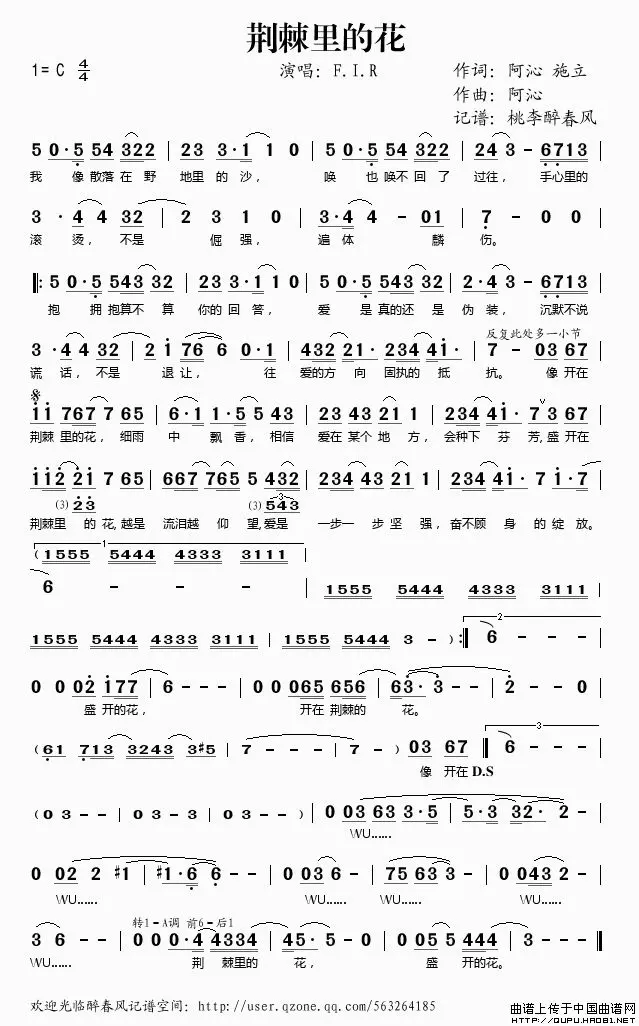 荆棘里的花
1= C 4/4 演唱: F.I.R 作词: 阿沁 施立
作曲: 阿沁
记谱: 桃李醉春风
5 0·5 54 322 | 23 3·1 1 0 | 5 0·5 54 322 | 24 3 - 6713 |
我 像散落在野 地里的沙, 唤 也唤不回了 过往, 手心里的
3 · 4 4 32 | 2 3 1 0 | 3·4 4 - 01 | 7 - 0 0 |
滚 烫, 不是 倔强, 遍体 麟 伤。
‖: 5 0·5 543 32 | 23 3·1 1 0 | 5 0·5 543 32 | 2·4 3 - 6713 |
抱 拥抱算不算 你的回答, 爱 是真的还是 伪装, 沉默不说
反复此处多一小节
3 · 4 4 32 | 2 1 76 6 0·1 | 432 21· 234 41· | 7 - 03 67 |
谎 话, 不是 退让, 往 爱的方向 固执的抵 抗。 像开在
11 767 7 65 | 6·1 1·5 43 | 23 43 21 1 | 234 41· 7 3 67 |
荆棘里的花, 细雨 中 飘香, 相信 爱在某个地方, 会种下芬芳, 盛开在
112 21 7 65 | 667 765 5 432 | 234 43 21 1 | 234 41· 7 1·7 |
(3) 23 (3) 543 3
荆棘里 的花, 越是 流泪越 仰望, 爱是 一步一步坚强, 奋不顾身的绽放。
1
( 1555 5444 4333 3111 |
6 - - - | 1555 5444 4333 3111 |
1555 5444 4333 3111 | 1555 5444 3 - ) :‖ 2 6 - - |
0 0 02 177 | 6 - - - | 0 0 065 656 | 63· 3 - - | 2 - - 0 |
盛开的花, 开在荆棘的 花。
( 61 713 3243 3#5 | 7 - - - | 7 - ) 03 67 ‖ 3 6 - - |
像 开在 D.S
( 0 3 - - | 0 3 - 3 | 0 3 - - ) | 0 03 63 3·5 | 5·3 32· 2 - |
WU……
0 02 2 #1 | #1·6 6 - - | 0 03 6 - | 75 63 3 - | 0 043 3 - |
WU…… WU…… WU…… WU……
转1=A调 前6=后1
3 6 - - | 0 0 0·4 4334 | 45· 5 - 0 | 0 05 5 444 | 3 - - - ‖
WU…… 荆 棘里的 花, 盛 开的花。
欢迎光临醉春风记谱空间: http://user.qzone.qq.com/563264185
曲谱上传于中国曲谱网
HTTP://QUPU.HAO81.NET